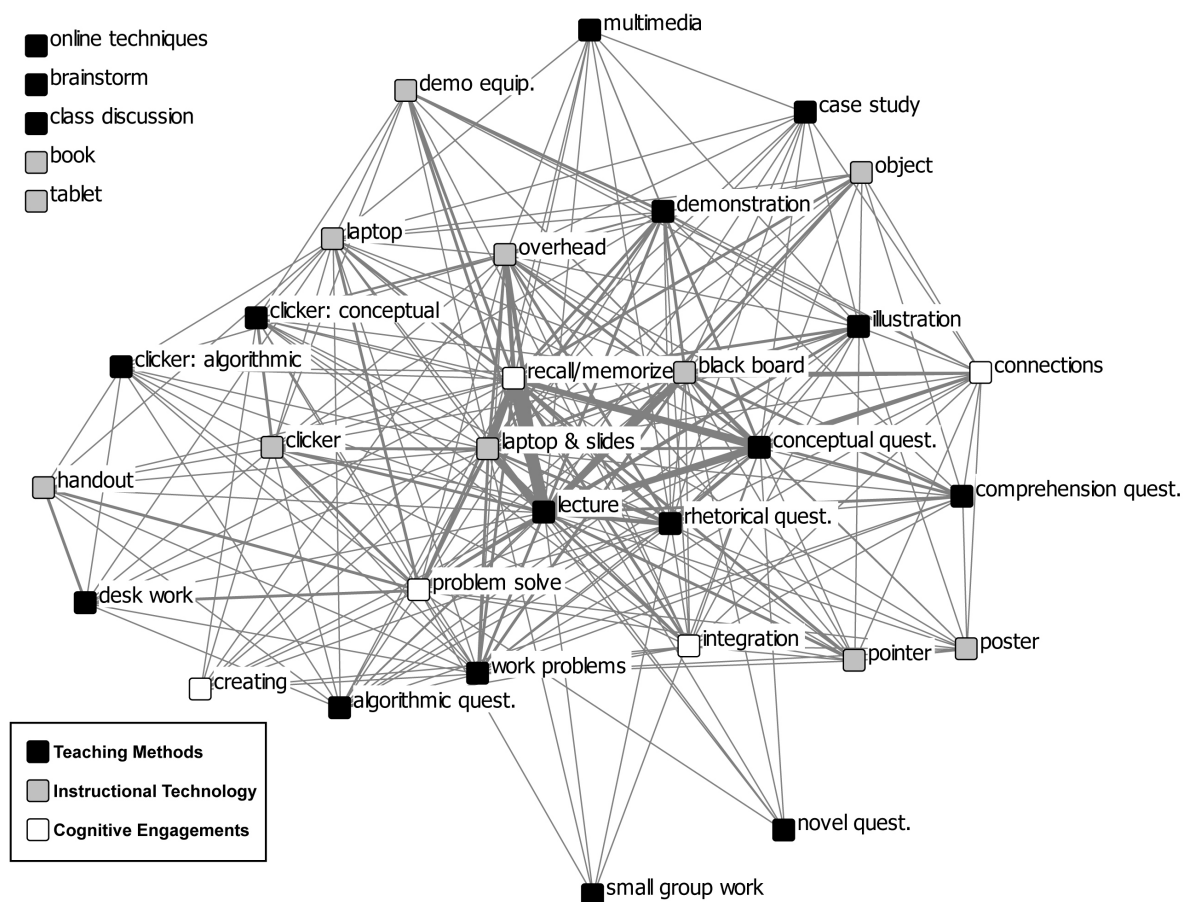 multimedia
online techniques
brainstorm
class discussion
book
tablet
demo equip.
case study
object
demonstration
laptop
overhead
clicker: conceptual
illustration
clicker: algorithmic
recall/memorize
black board
connections
clicker
laptop & slides
conceptual quest.
handout
comprehension quest.
lecture
rhetorical quest.
desk work
problem solve
integration
poster
pointer
work problems
creating
algorithmic quest.
Teaching Methods
Instructional Technology
Cognitive Engagements
novel quest.
small group work